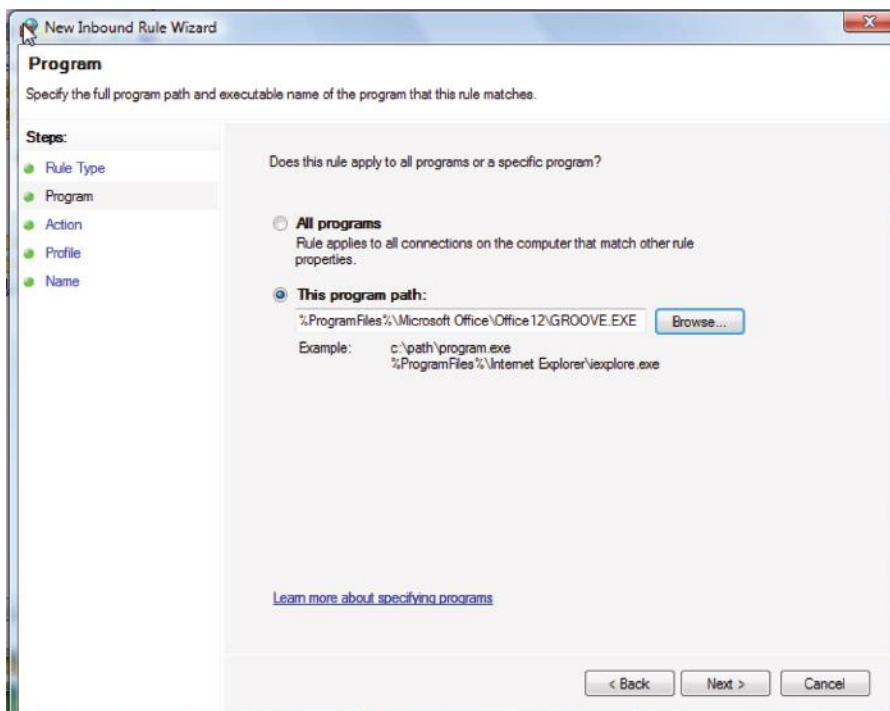 New Inbound Rule Wizard
Program
Specify the full program path and executable name of the program that this rule matches.
Steps:
Rule Type
Program
Action
Profile
Name
Does this rule apply to all programs or a specific program?
All programs
Rule applies to all connections on the computer that match other rule
properties.
This program path:
%ProgramFiles%\Microsoft Office\Office12\GROOVE.EXE
Browse...
Example:
c:\path\program.exe
%ProgramFiles%\Internet Explorer\iexplore.exe
Learn more about specifying programs
< Back
Next >
Cancel